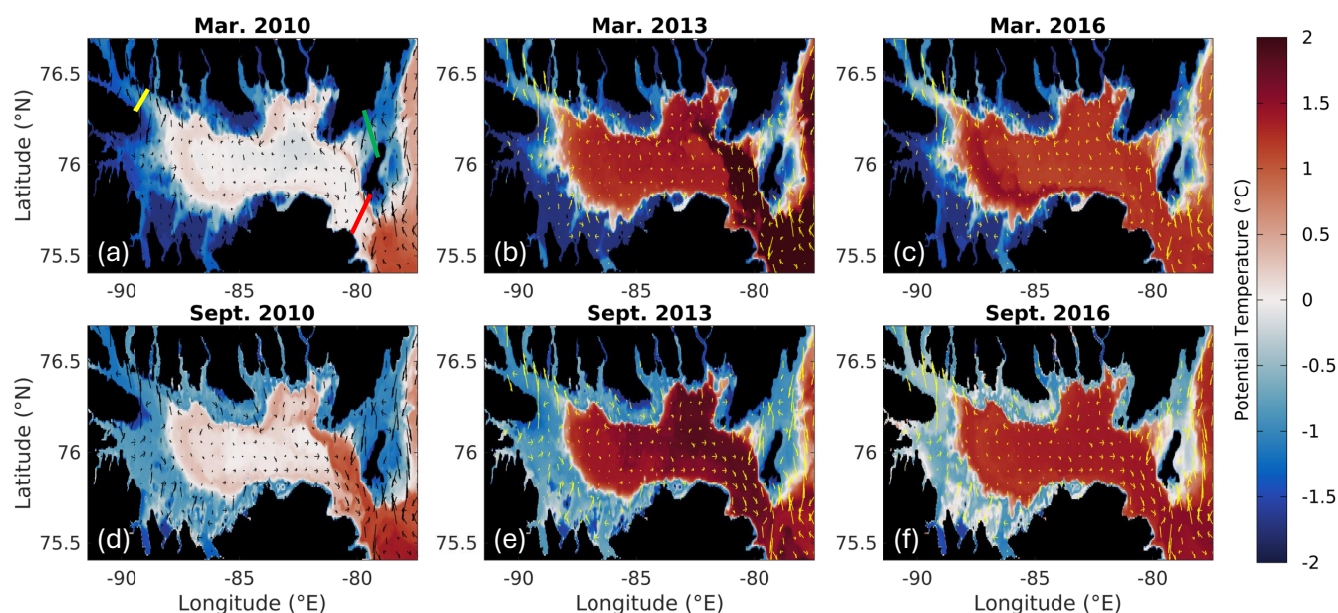 Mar. 2010
Mar. 2013
Mar. 2016
Latitude (°N)
76.5
76
75.5
(a)
-90
-85
-80
76.5
76
75.5
(b)
-90
-85
-80
76.5
76
75.5
(c)
-90
-85
-80
Sept. 2010
Sept. 2013
Sept. 2016
Latitude (°N)
76.5
76
75.5
(d)
-90
-85
-80
Longitude (°E)
76.5
76
75.5
(e)
-90
-85
-80
Longitude (°E)
76.5
76
75.5
(f)
-90
-85
-80
Longitude (°E)
Potential Temperature (°C)
2
1.5
1
0.5
0
-0.5
-1
-1.5
-2